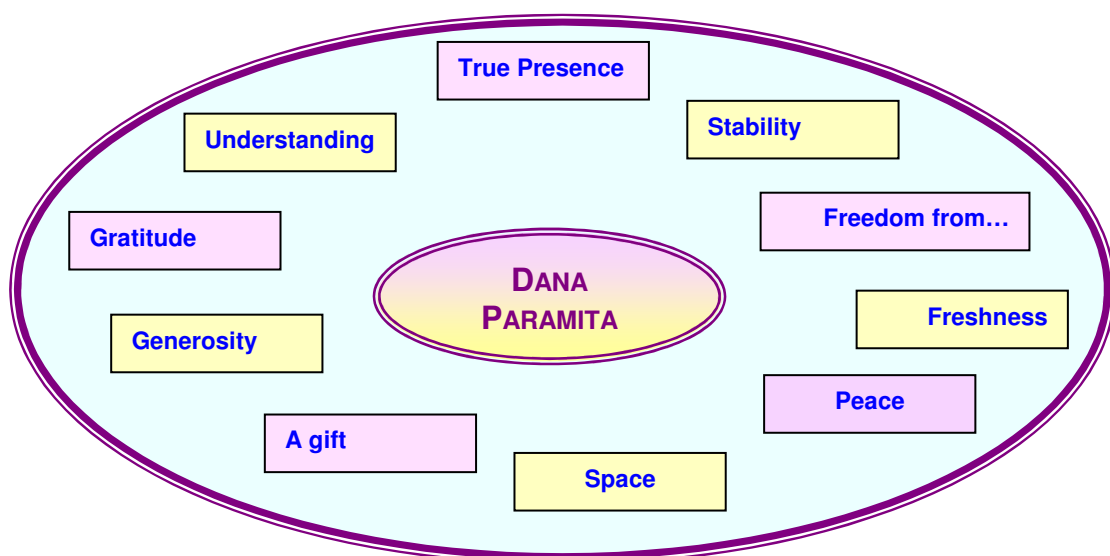 True Presence
Understanding
Stability
Gratitude
Freedom from…
DANA
PARAMITA
Freshness
Generosity
Peace
A gift
Space